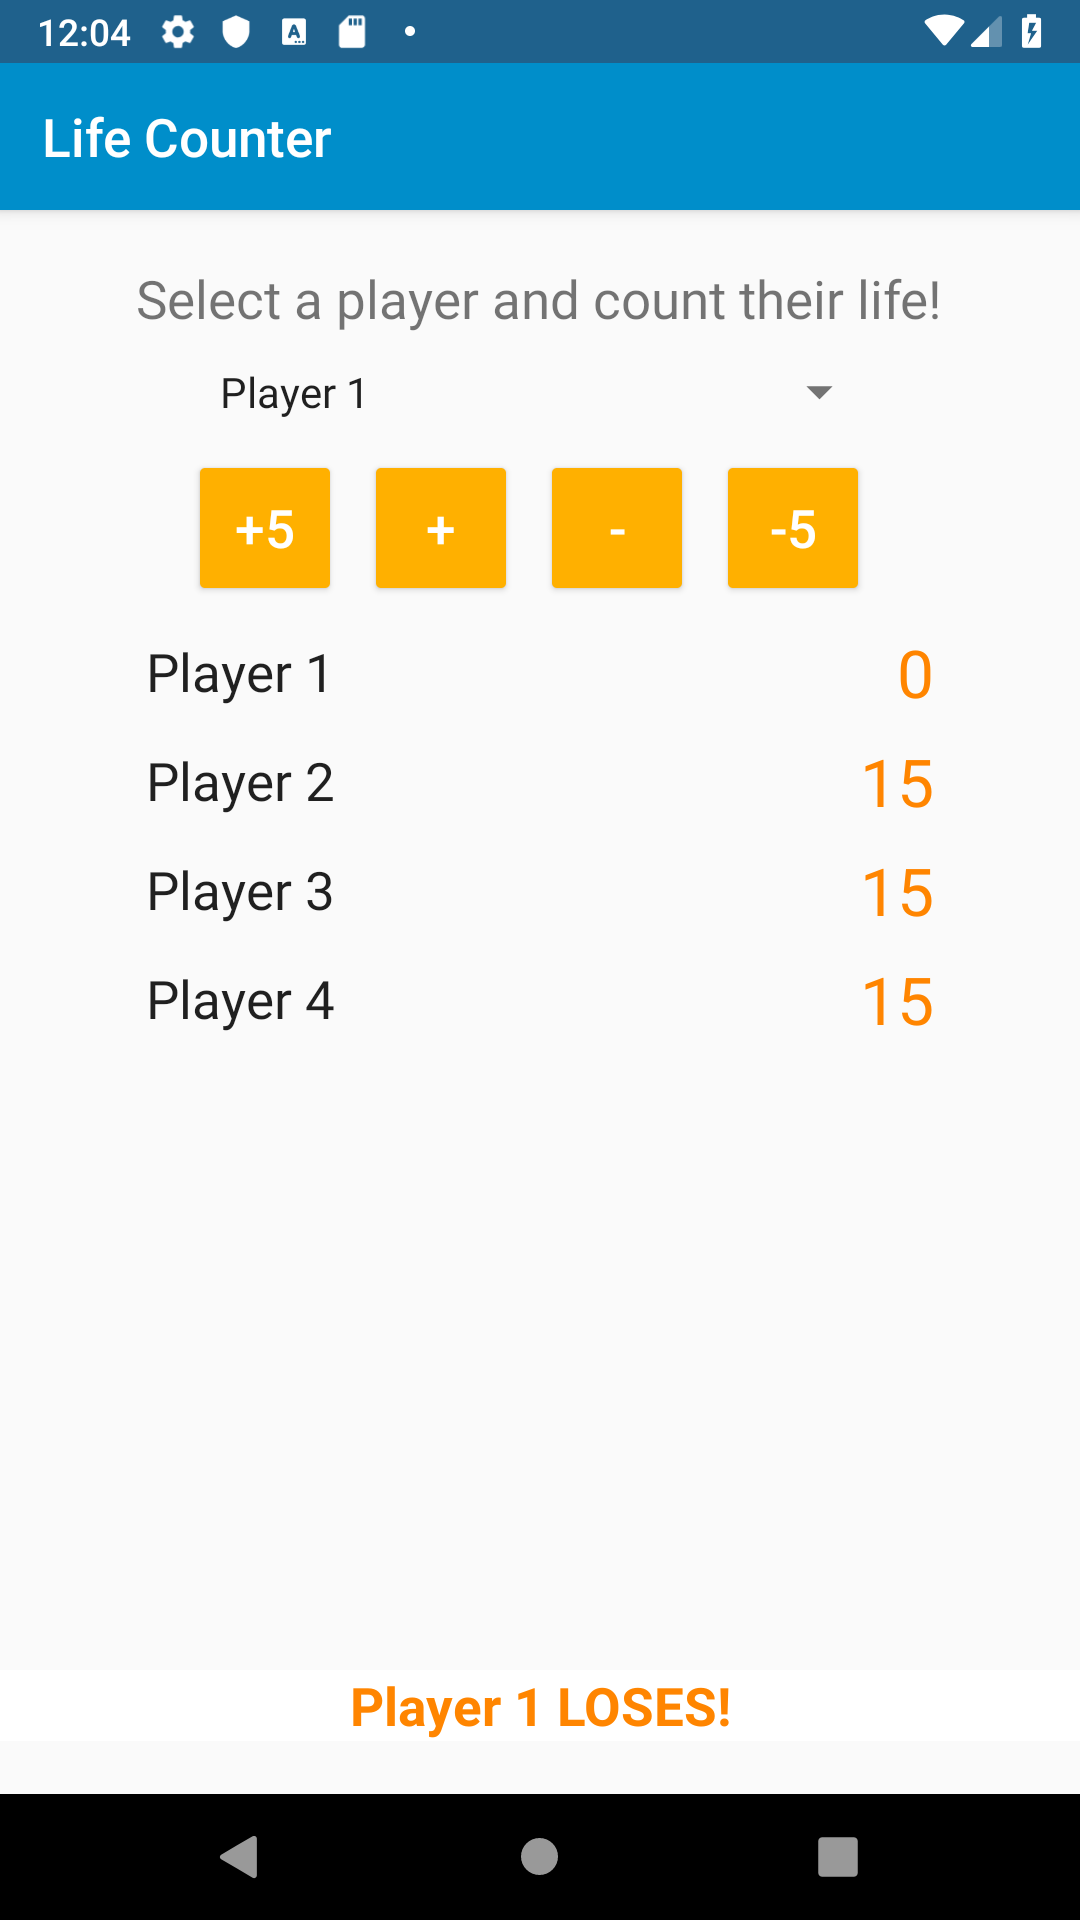 12:04
Life Counter
Select a player and count their life!
Player 1
+5 + - -5
Player 1 0
Player 2 15
Player 3 15
Player 4 15
Player 1 LOSES!